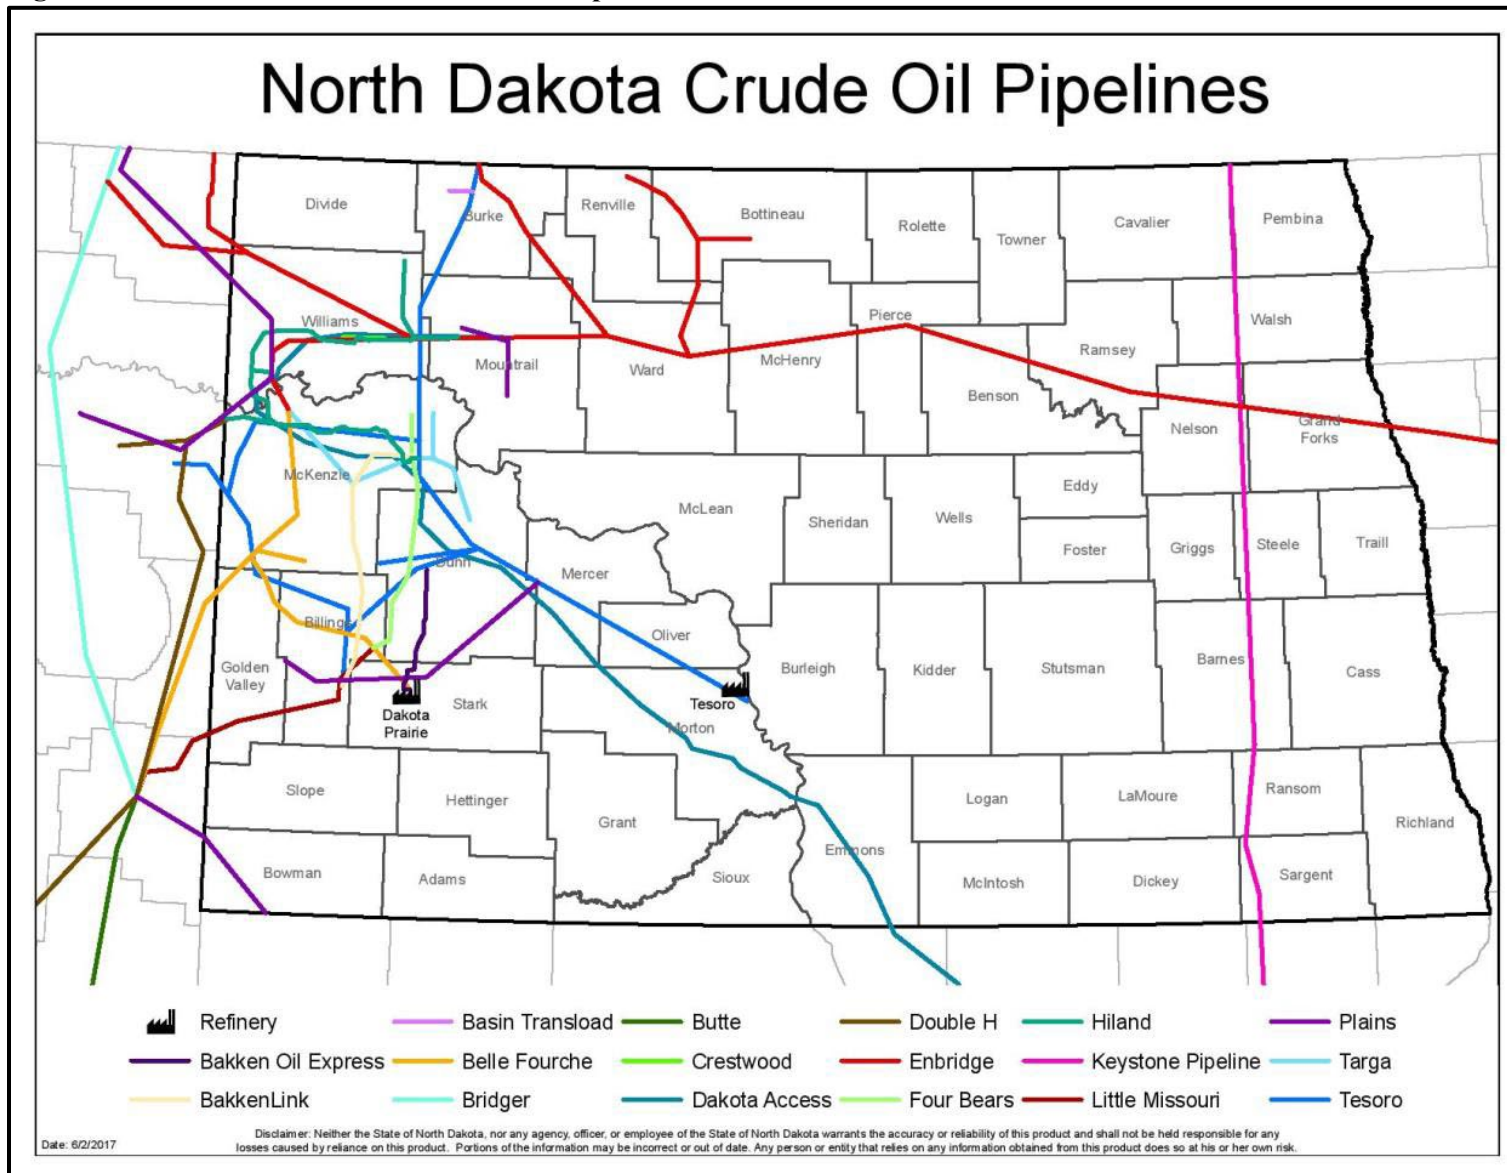 North Dakota Crude Oil Pipelines
Divide
Burke
Renville
Bottineau
Rolette
Towner
Cavalier
Pembina
Williams
Mountrail
Ward
McHenry
Pierce
Benson
Ramsey
Walsh
Nelson
Grand
Forks
McKenzie
McLean
Sheridan
Wells
Eddy
Foster
Griggs
Steele
Traill
Dunn
Mercer
Oliver
Billings
Golden
Valley
Stark
Burleigh
Kidder
Stutsman
Barnes
Cass
Dakota
Prairie
Tesoro
Morton
Slope
Hettinger
Grant
Logan
LaMoure
Ransom
Richland
Bowman
Adams
Sioux
Emmons
McIntosh
Dickey
Sargent
Refinery Basin Transload Butte Double H Hiland Plains
Bakken Oil Express Belle Fourche Crestwood Enbridge Keystone Pipeline Targa
BakkenLink Bridger Dakota Access Four Bears Little Missouri Tesoro
Date: 6/2/2017
Disclaimer: Neither the State of North Dakota, nor any agency, officer, or employee of the State of North Dakota warrants the accuracy or reliability of this product and shall not be held responsible for any
losses caused by reliance on this product. Portions of the information may be incorrect or out of date. Any person or entity that relies on any information obtained from this product does so at his or her own risk.